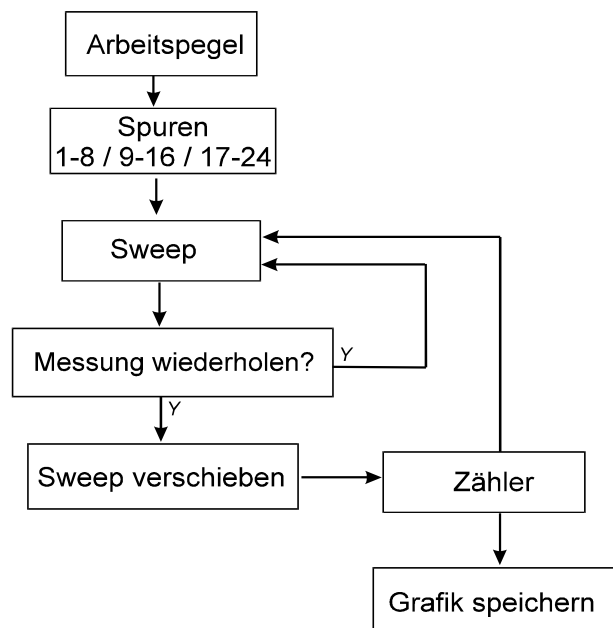 Arbeitspegel
Spuren
1-8 / 9-16 / 17-24
Sweep
Messung wiederholen?
Y
Y
Sweep verschieben
Zähler
Grafik speichern